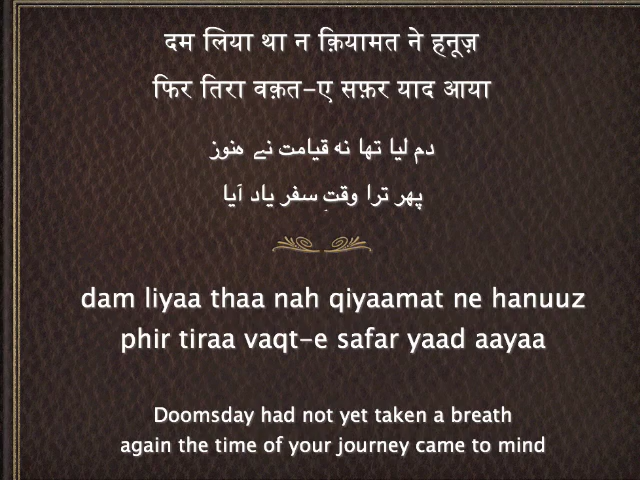 दम लिया था न क़ियामत ने हनूज़
फिर तिरा वक़त-ए सफ़र याद आया
دم لیا تھا نہ قیامت نے ھنوز
پھر ترا وقتِ سفر یاد آیا
dam liyaa thaa nah qiyaamat ne hanuuz
phir tiraa vaqt-e safar yaad aayaa
Doomsday had not yet taken a breath
again the time of your journey came to mind